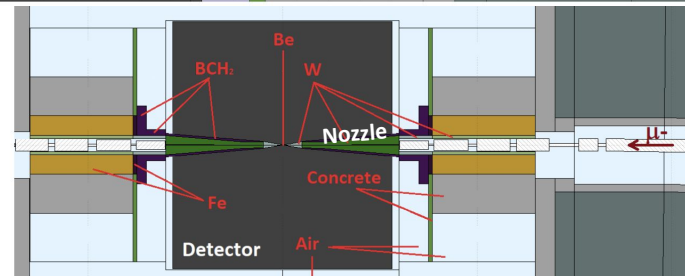 Be
BCH₂
W
μ-
Nozzle
Concrete
Fe
Detector
Air